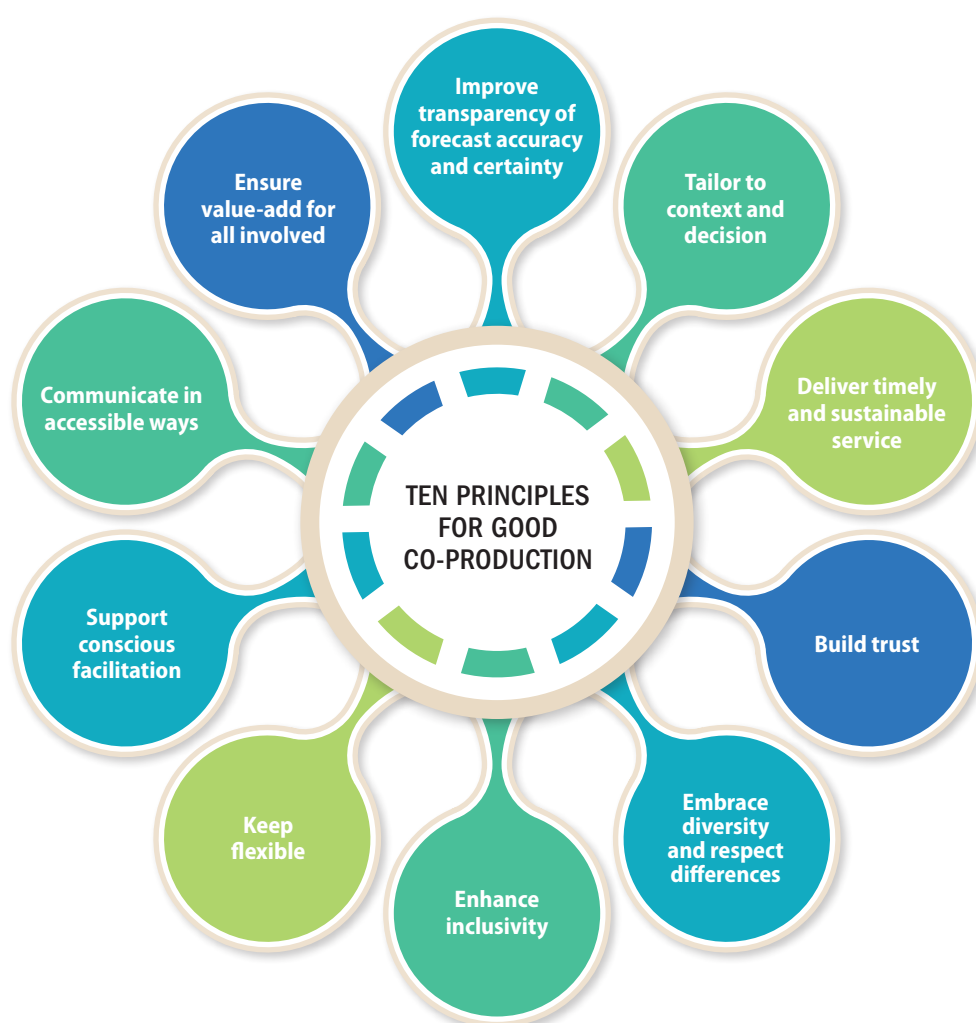 TEN PRINCIPLES
FOR GOOD
CO-PRODUCTION
Improve
transparency of
forecast accuracy
and certainty
Tailor to
context and
decision
Deliver timely
and sustainable
service
Build trust
Embrace
diversity
and respect
differences
Enhance
inclusivity
Keep
flexible
Support
conscious
facilitation
Communicate in
accessible ways
Ensure
value-add for
all involved